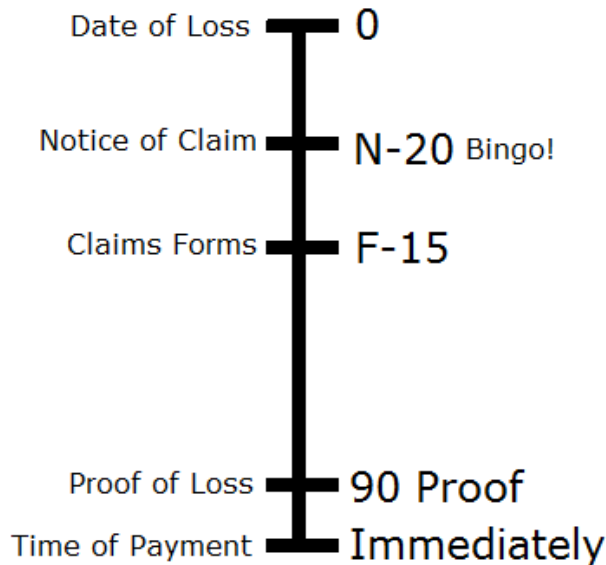 Date of Loss 0
Notice of Claim N-20 Bingo!
Claims Forms F-15
Proof of Loss 90 Proof
Time of Payment Immediately